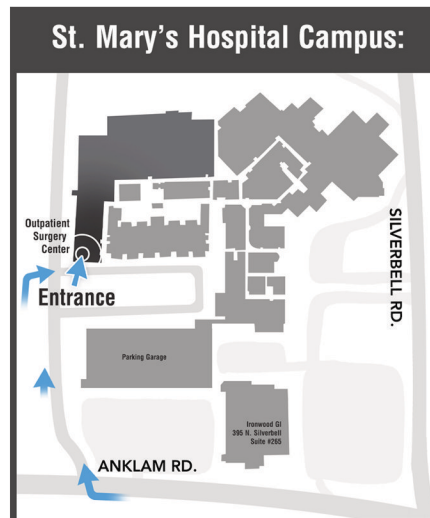 St. Mary's Hospital Campus:
Outpatient
Surgery
Center
Entrance
SILVERBELL RD.
Parking Garage
Ironwood GI
395 N. Silverbell
Suite #265
ANKLAM RD.